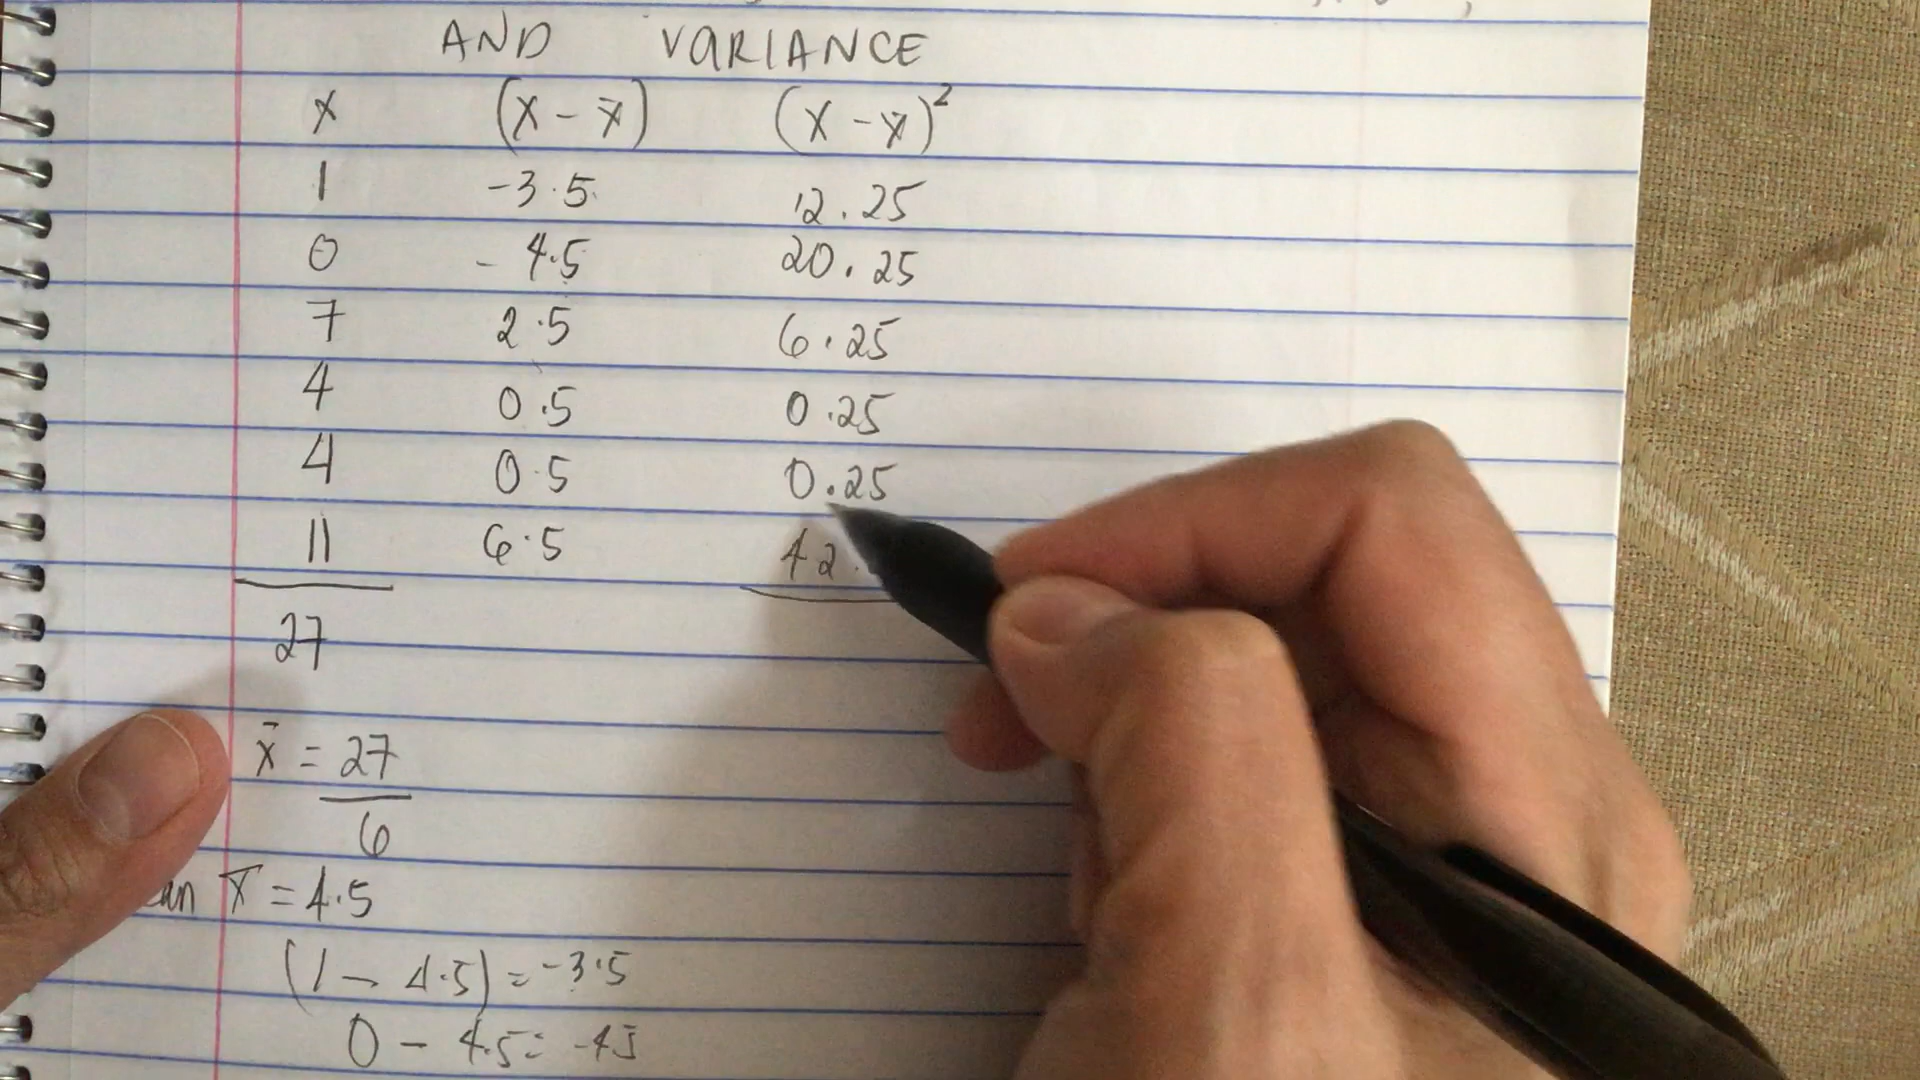 AND VARIANCE
x (x - x̄) (x - x̄)²
1 -3.5 12.25
0 -4.5 20.25
7 2.5 6.25
4 0.5 0.25
4 0.5 0.25
11 6.5 42.
27
x̄ = 27
6
x̄ = 4.5
(1 - 4.5) = -3.5
0 - 4.5 = -45